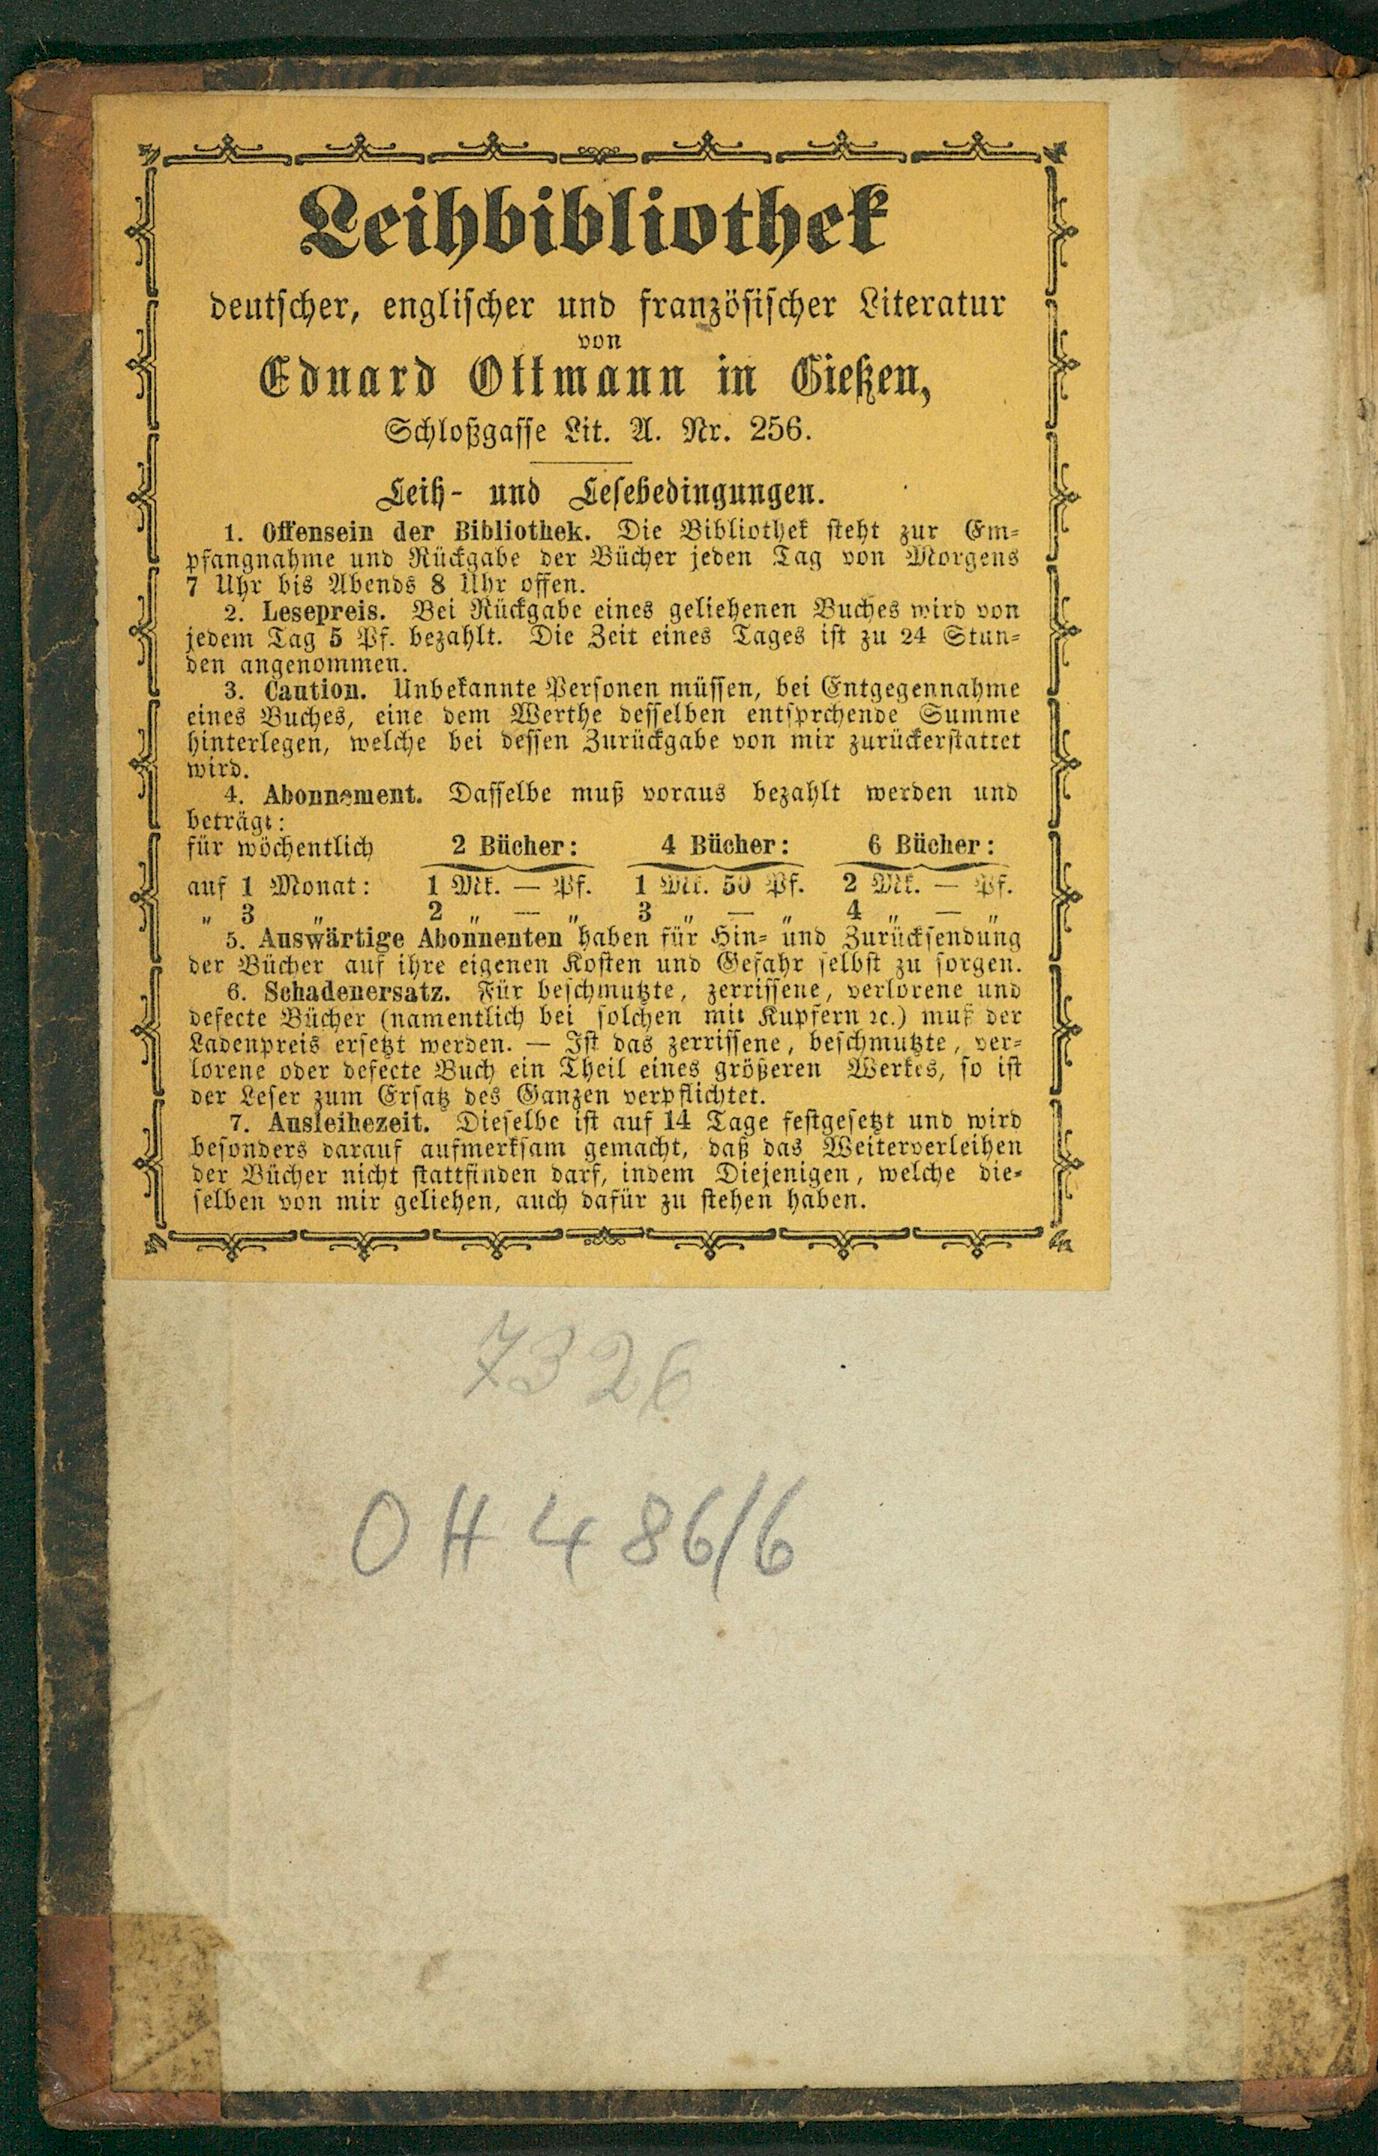 Leihbibliothek
deutscher, englischer und französischer Literatur
von
Eduard Ottmann in Gießen,
Schloßgasse Lit. A. Nr. 256.
Leih- und Lesebedingungen.
1. Offensein der Bibliothek. Die Bibliothek steht zur Em-
pfangnahme und Rückgabe der Bücher jeden Tag von Morgens
7 Uhr bis Abends 8 Uhr offen.
2. Lesepreis. Bei Rückgabe eines geliehenen Buches wird von
jedem Tag 5 Pf. bezahlt. Die Zeit eines Tages ist zu 24 Stun-
den angenommen.
3. Caution. Unbekannte Personen müssen, bei Entgegennahme
eines Buches, eine dem Werthe desselben entsprchende Summe
hinterlegen, welche bei dessen Zurückgabe von mir zurückerstattet
wird.
4. Abonnement. Dasselbe muß voraus bezahlt werden und
beträgt:
für wöchentlich 2 Bücher: 4 Bücher: 6 Bücher:
auf 1 Monat: 1 Mk. — Pf. 1 Mk. 50 Pf. 2 Mk. — Pf.
„ 3 „ 2 „ — „ 3 „ — „ 4 „ — „
5. Auswärtige Abonnenten haben für Hin- und Zurücksendung
der Bücher auf ihre eigenen Kosten und Gefahr selbst zu sorgen.
6. Schadenersatz. Für beschmutzte, zerrissene, verlorene und
defecte Bücher (namentlich bei solchen mit Kupfern ꝛc.) muß der
Ladenpreis ersetzt werden. — Ist das zerrissene, beschmutzte, ver-
lorene oder defecte Buch ein Theil eines größeren Werkes, so ist
der Leser zum Ersatz des Ganzen verpflichtet.
7. Ausleihezeit. Dieselbe ist auf 14 Tage festgesetzt und wird
besonders darauf aufmerksam gemacht, daß das Weiterverleihen
der Bücher nicht stattfinden darf, indem Diejenigen, welche die-
selben von mir geliehen, auch dafür zu stehen haben.
7326
OH 486/6